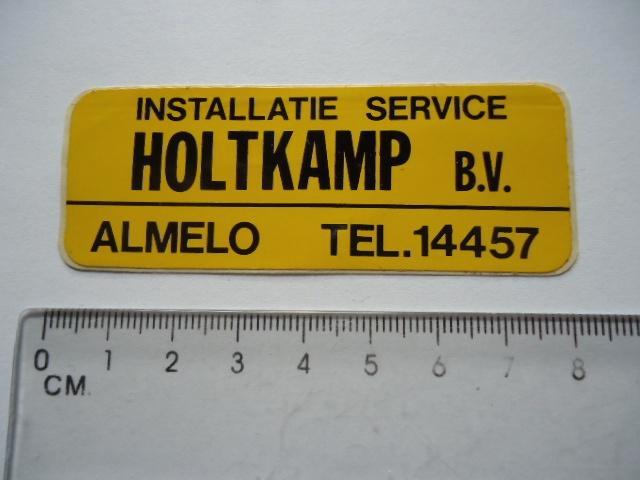 INSTALLATIE SERVICE
HOLTKAMP B.V.
ALMELO TEL.14457
0 1 2 3 4 5 6 7 8
CM